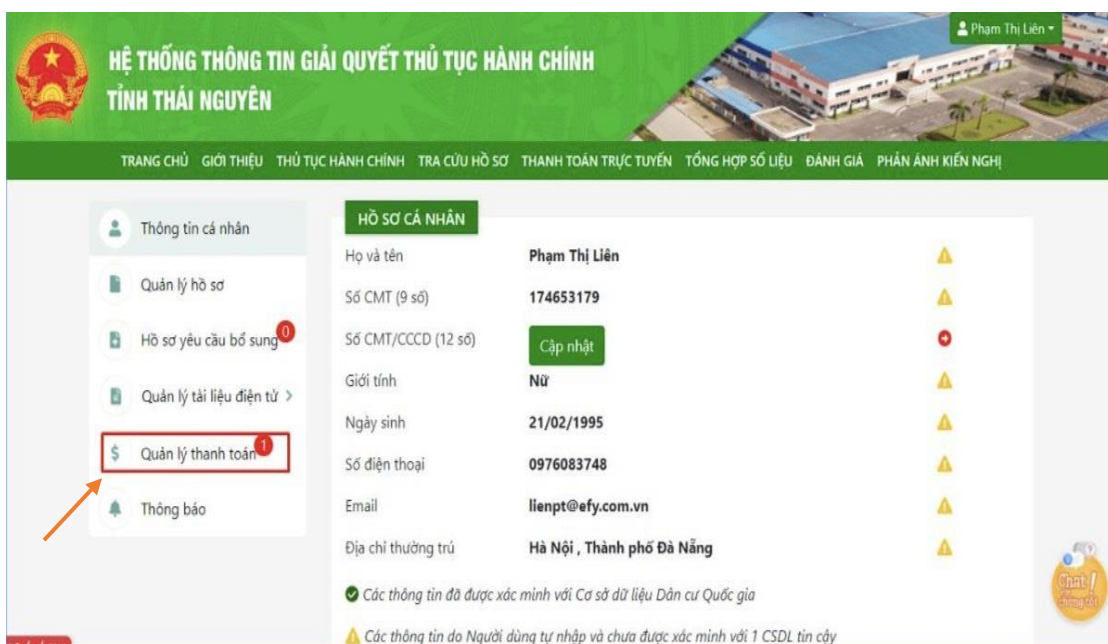 Phạm Thị Liên
HỆ THỐNG THÔNG TIN GIẢI QUYẾT THỦ TỤC HÀNH CHÍNH
TỈNH THÁI NGUYÊN
TRANG CHỦ GIỚI THIỆU THỦ TỤC HÀNH CHÍNH TRA CỨU HỒ SƠ THANH TOÁN TRỰC TUYẾN TỔNG HỢP SỐ LIỆU ĐÁNH GIÁ PHẢN ÁNH KIẾN NGHỊ
Thông tin cá nhân
Quản lý hồ sơ
Hồ sơ yêu cầu bổ sung 0
Quản lý tài liệu điện tử >
$ Quản lý thanh toán 1
Thông báo
HỒ SƠ CÁ NHÂN
Họ và tên Phạm Thị Liên
Số CMT (9 số) 174653179
Số CMT/CCCD (12 số) Cập nhật
Giới tính Nữ
Ngày sinh 21/02/1995
Số điện thoại 0976083748
Email lienpt@efy.com.vn
Địa chỉ thường trú Hà Nội , Thành phố Đà Nẵng
Các thông tin đã được xác minh với Cơ sở dữ liệu Dân cư Quốc gia
Các thông tin do Người dùng tự nhập và chưa được xác minh với 1 CSDL tin cậy
Chat